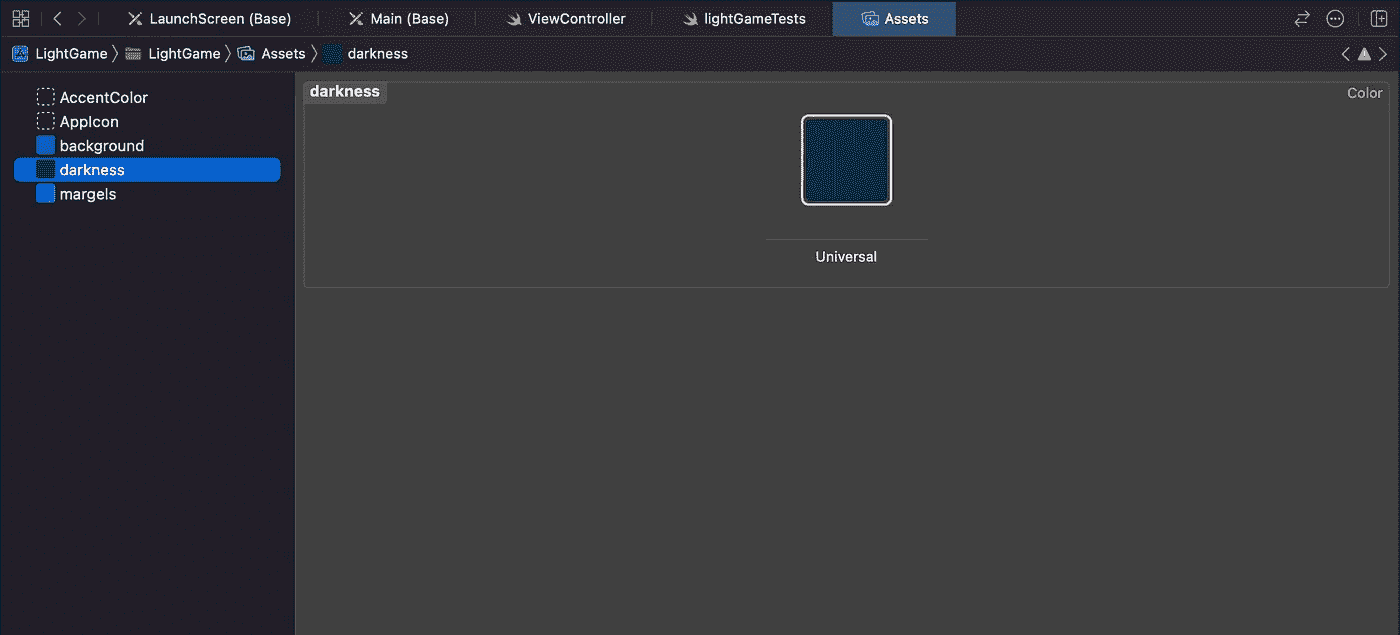 LaunchScreen (Base) Main (Base) ViewController lightGameTests Assets
LightGame LightGame Assets darkness
AccentColor
AppIcon
background
darkness
margels
darkness
Color
Universal